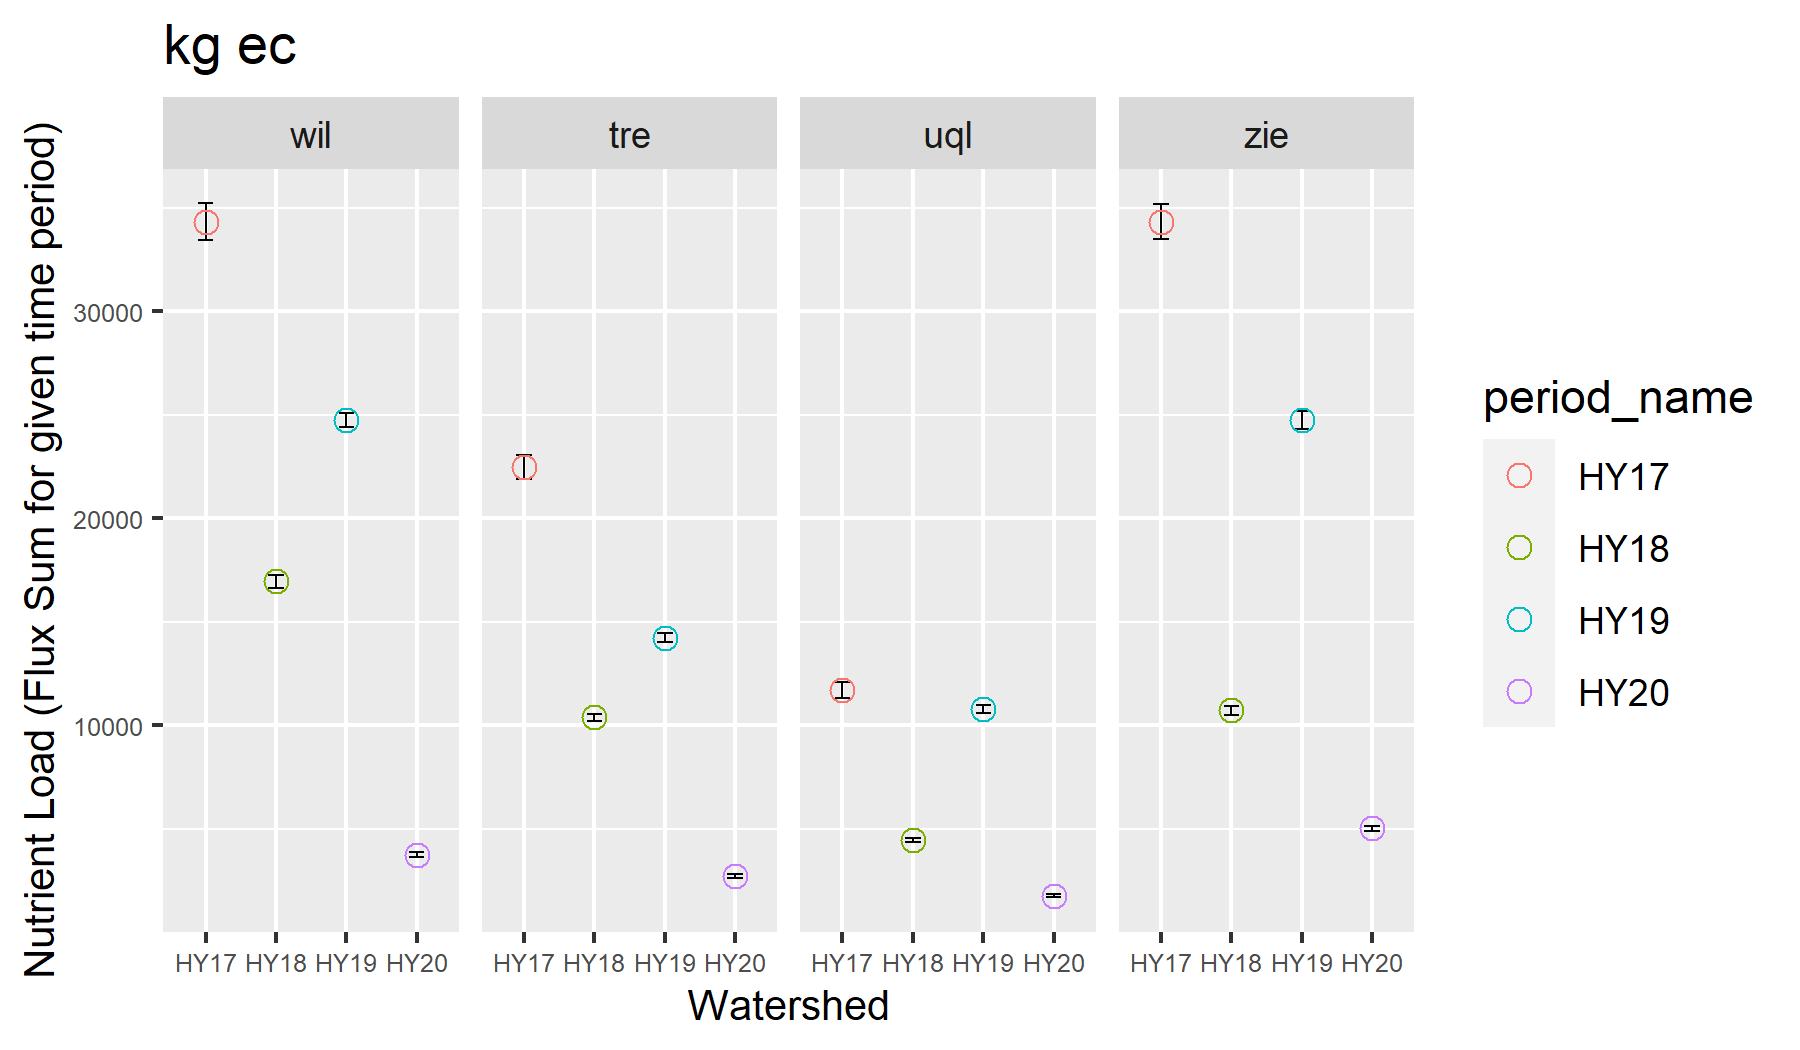 kg ec
wil
tre
uql
zie
Nutrient Load (Flux Sum for given time period)
30000
20000
10000
HY17 HY18 HY19 HY20
HY17 HY18 HY19 HY20
HY17 HY18 HY19 HY20
HY17 HY18 HY19 HY20
Watershed
period_name
HY17
HY18
HY19
HY20